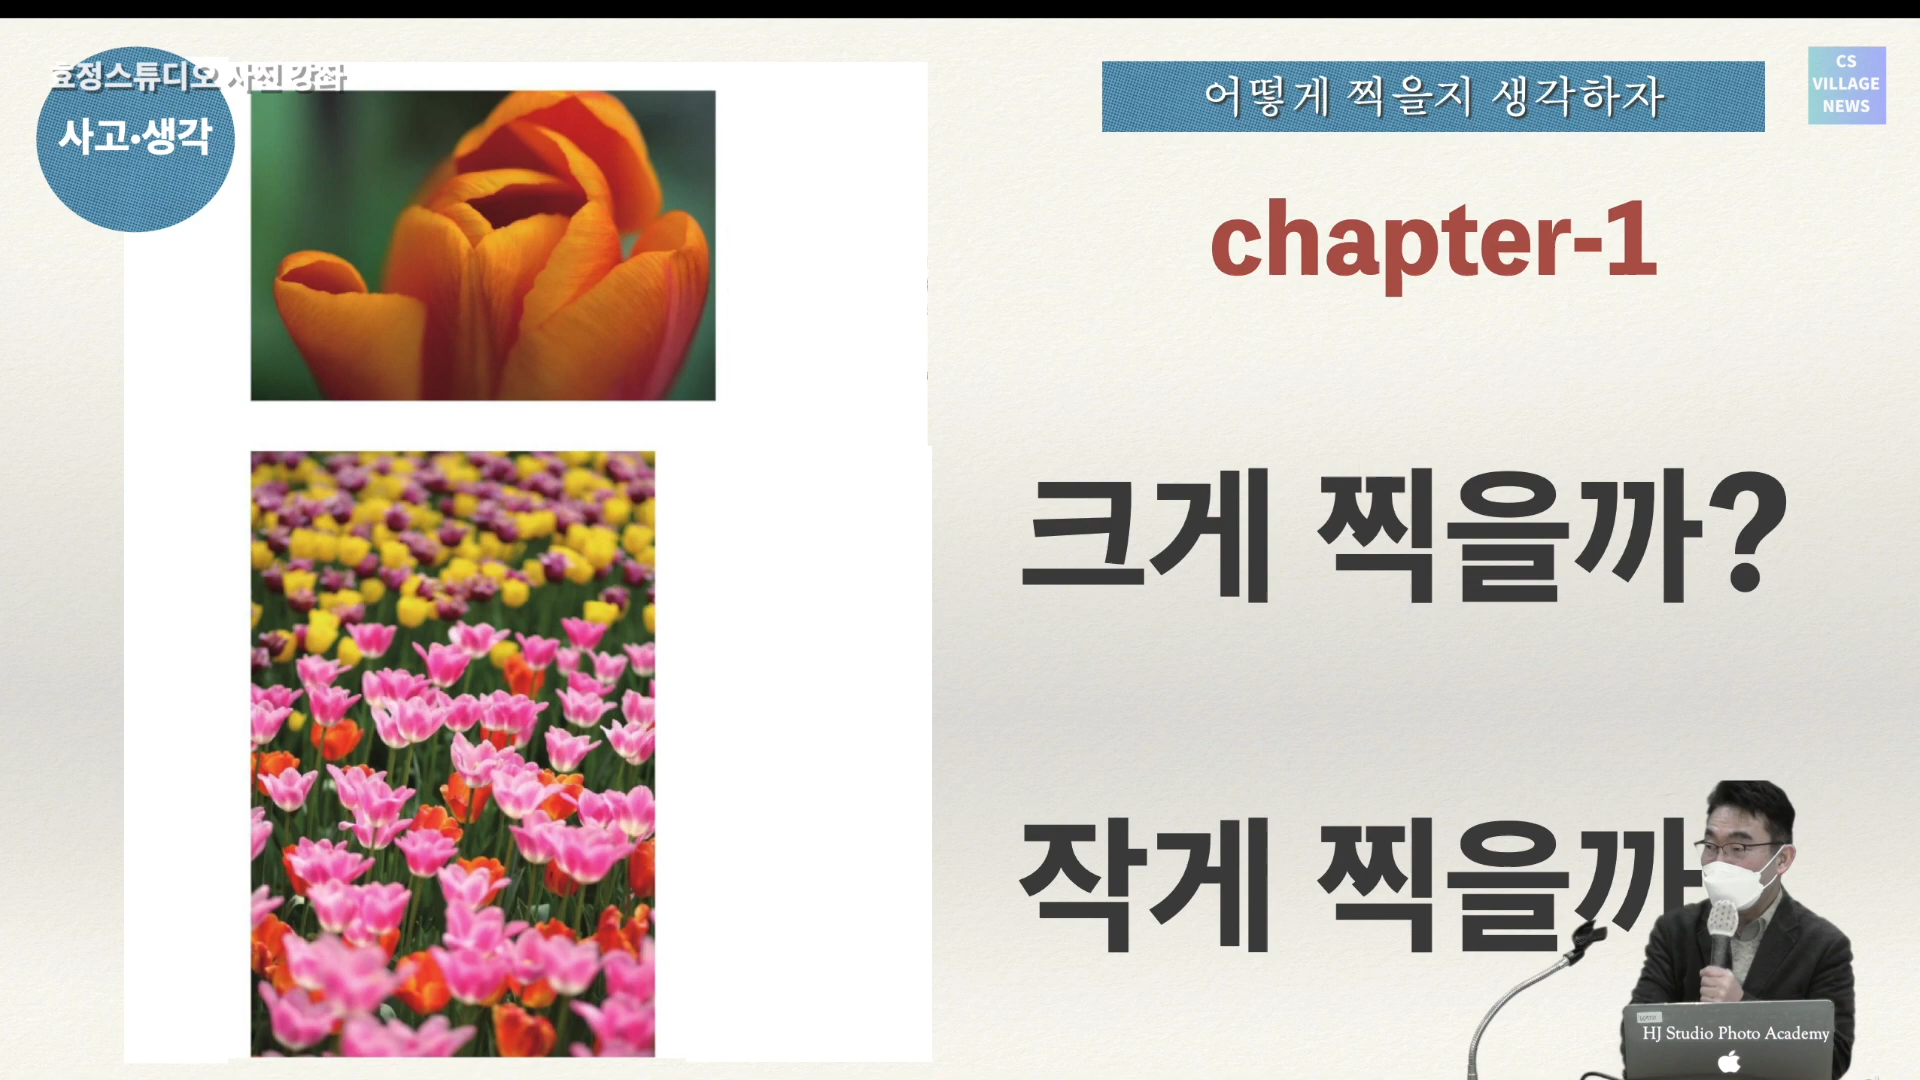 효정스튜디오 사진 강좌
사고•생각
어떻게 찍을지 생각하자
CS
VILLAGE
NEWS
chapter-1
크게 찍을까?
작게 찍을까
HJ Studio Photo Academy